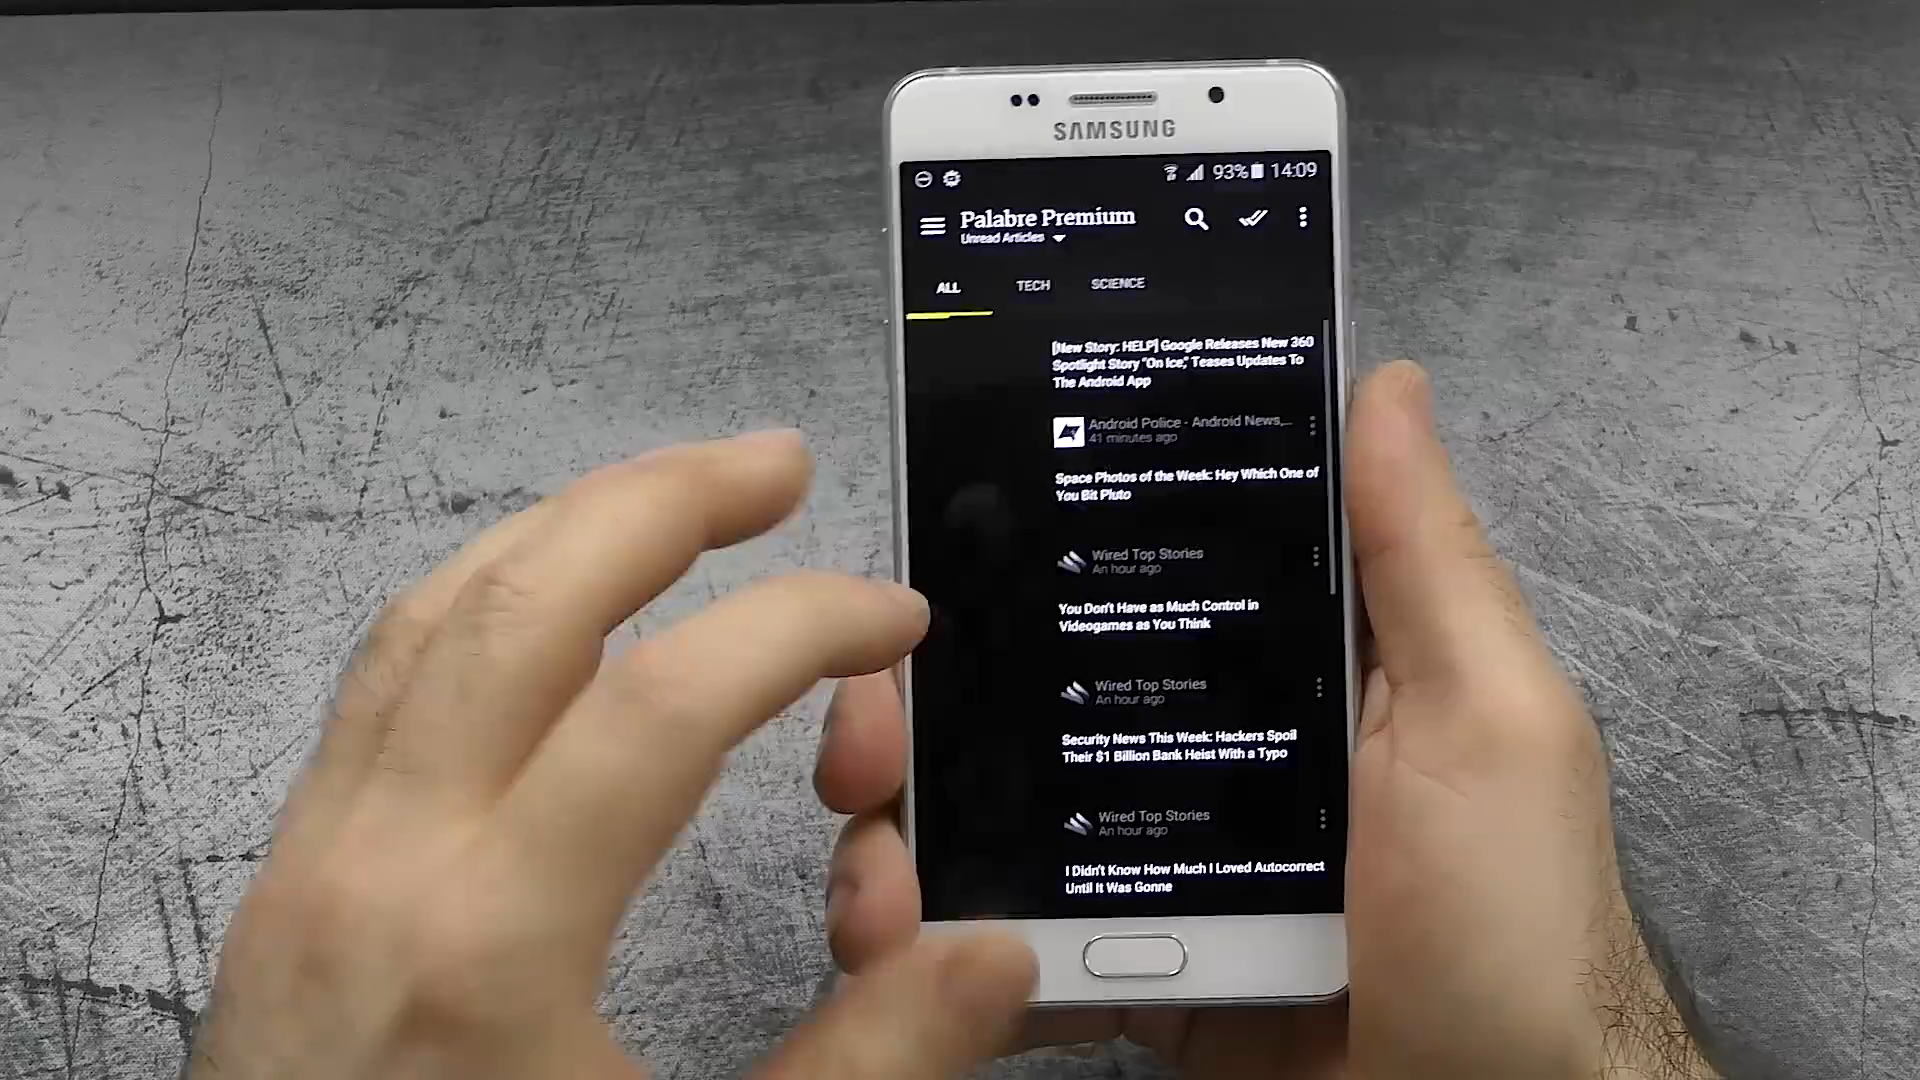 SAMSUNG
93% 14:09
Palabre Premium
Unread Articles
ALL TECH SCIENCE
[New Story: HELP] Google Releases New 360
Spotlight Story "On Ice," Teases Updates To
The Android App
Android Police - Android News,...
41 minutes ago
Space Photos of the Week: Hey Which One of
You Bit Pluto
Wired Top Stories
An hour ago
You Don't Have as Much Control in
Videogames as You Think
Wired Top Stories
An hour ago
Security News This Week: Hackers Spoil
Their $1 Billion Bank Heist With a Typo
Wired Top Stories
An hour ago
I Didn't Know How Much I Loved Autocorrect
Until It Was Gonne